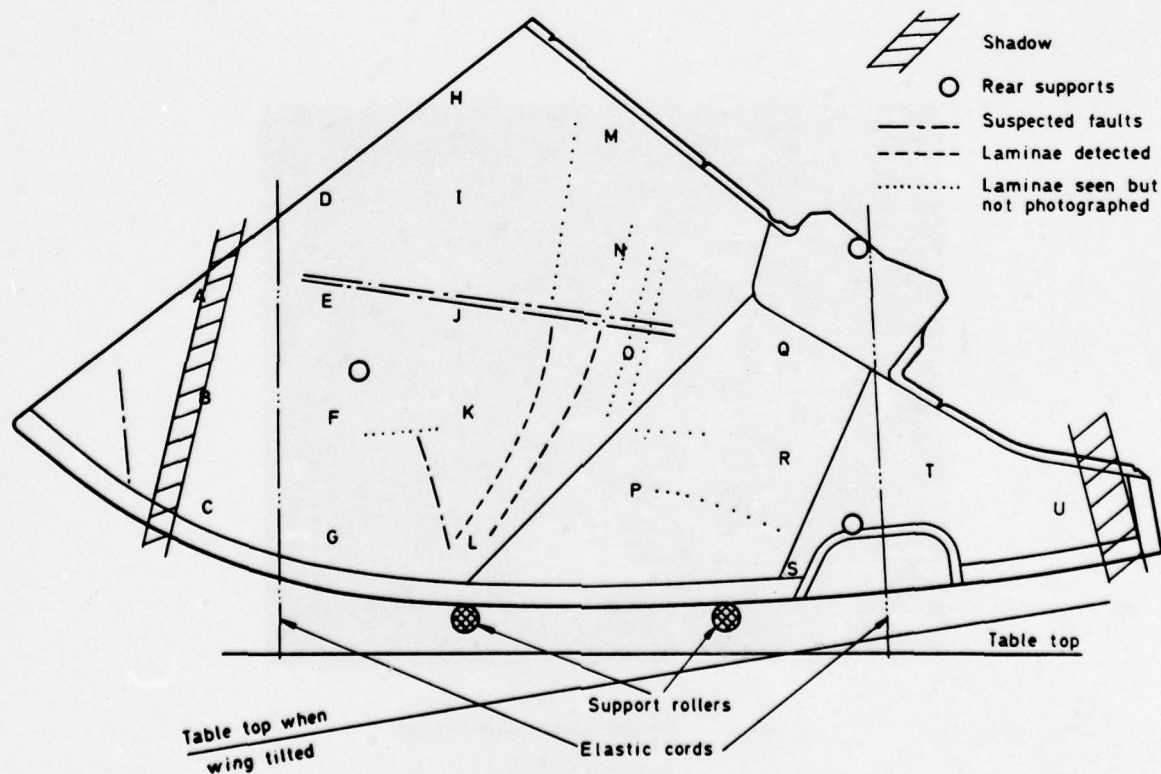 Shadow
Rear supports
Suspected faults
Laminae detected
Laminae seen but
not photographed
H
M
D
I
N
A
E
J
O
Q
B
F
K
R
T
P
C
U
G
L
S
Table top
Support rollers
Table top when
wing tilted
Elastic cords